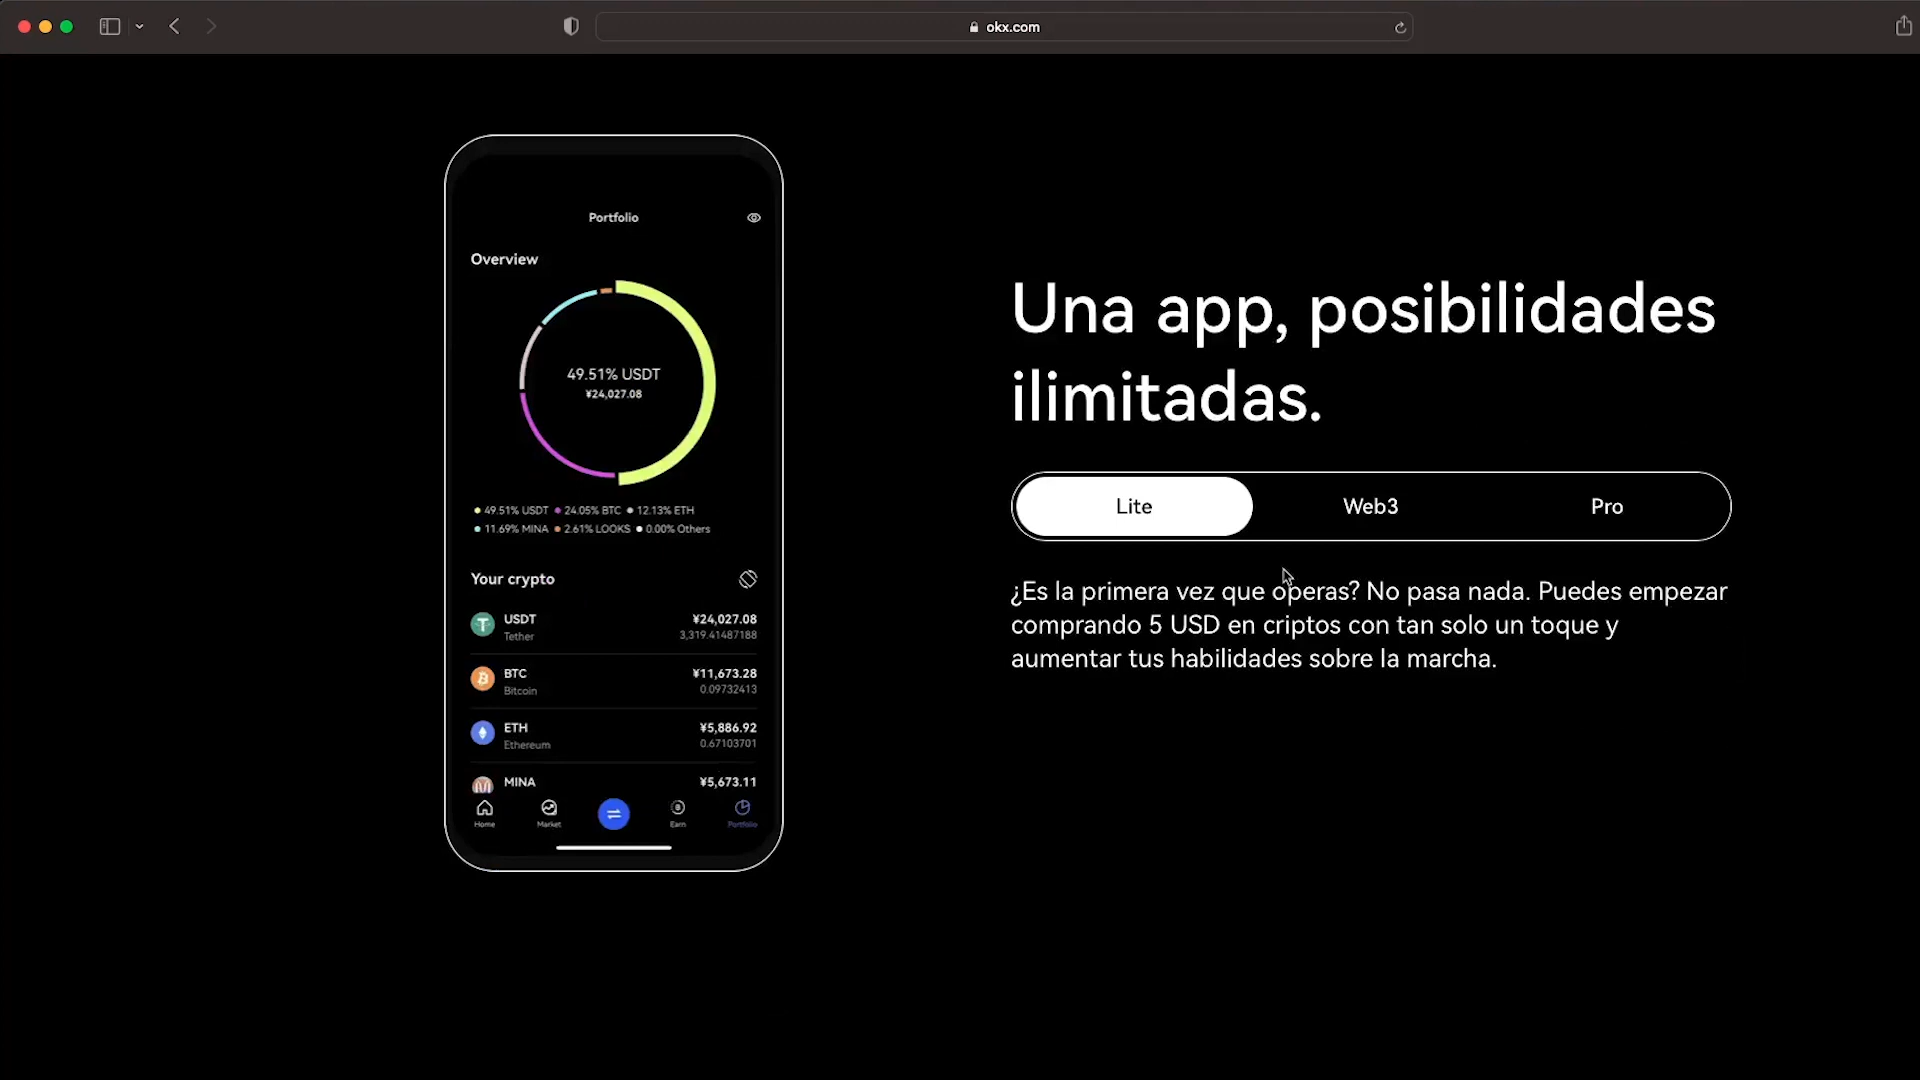 okx.com
Portfolio
Overview
49.51% USDT
¥24,027.08
49.51% USDT 24.05% BTC 12.13% ETH
11.69% MINA 2.61% LOOKS 0.00% Others
Your crypto
USDT ¥24,027.08
Tether 3,319.41487188
BTC ¥11,673.28
Bitcoin 0.09732413
ETH ¥5,886.92
Ethereum 0.67103701
MINA ¥5,673.11
Home Market Earn Portfolio
Una app, posibilidades
ilimitadas.
Lite Web3 Pro
¿Es la primera vez que operas? No pasa nada. Puedes empezar
comprando 5 USD en criptos con tan solo un toque y
aumentar tus habilidades sobre la marcha.